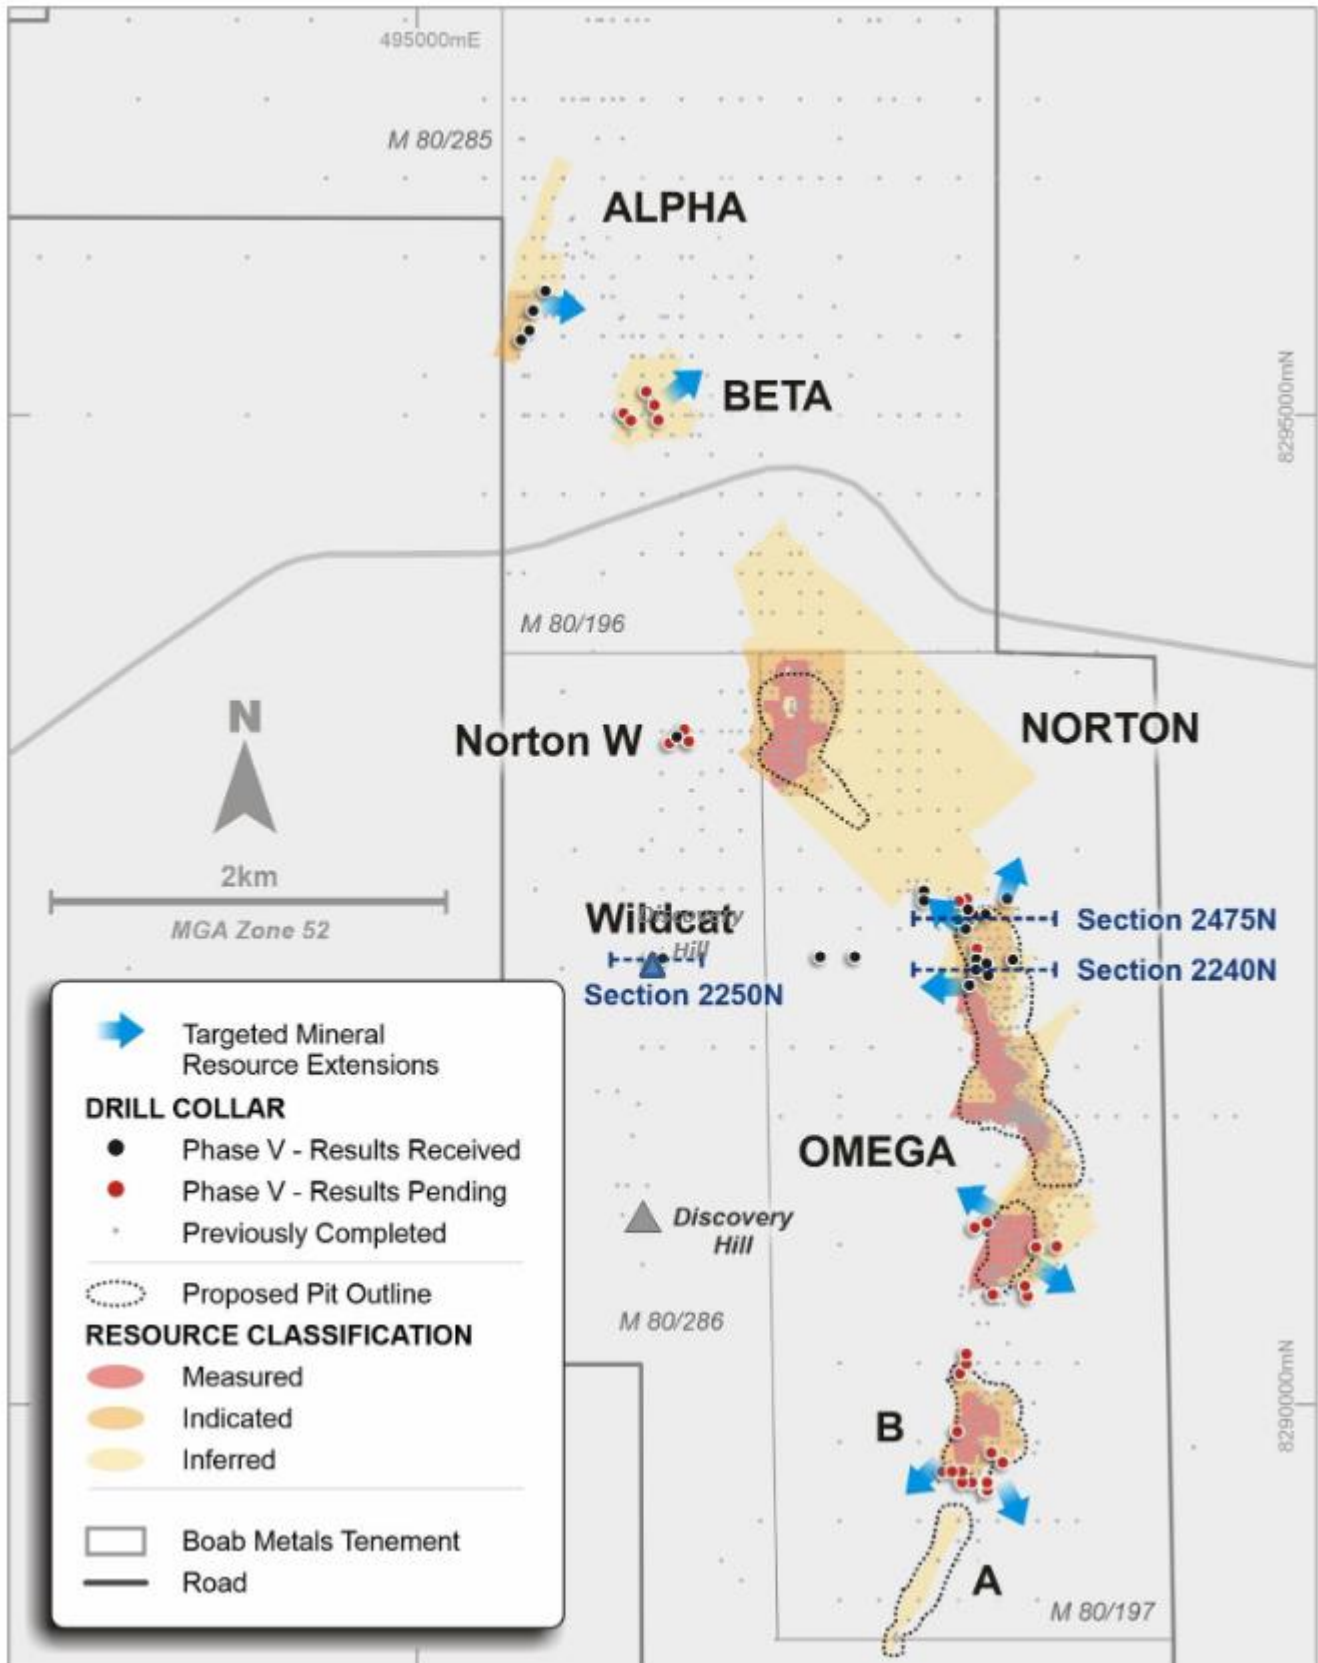 495000mE
M 80/285
ALPHA
BETA
8295000mN
M 80/196
N
Norton W
NORTON
2km
MGA Zone 52
Wildcat
Discovery
Hill
Section 2475N
Section 2240N
Section 2250N
Targeted Mineral
Resource Extensions
DRILL COLLAR
Phase V - Results Received
Phase V - Results Pending
Previously Completed
Proposed Pit Outline
RESOURCE CLASSIFICATION
Measured
Indicated
Inferred
Boab Metals Tenement
Road
OMEGA
Discovery
Hill
M 80/286
8290000mN
B
A
M 80/197